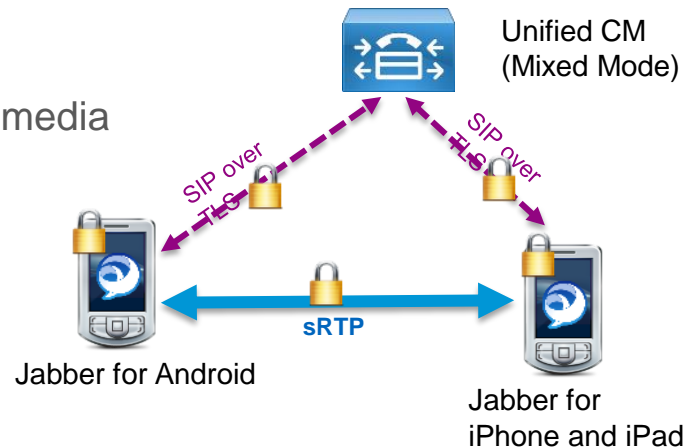 Unified CM
(Mixed Mode)
media
SIP over
TLS
SIP over
TLS
sRTP
Jabber for Android
Jabber for
iPhone and iPad